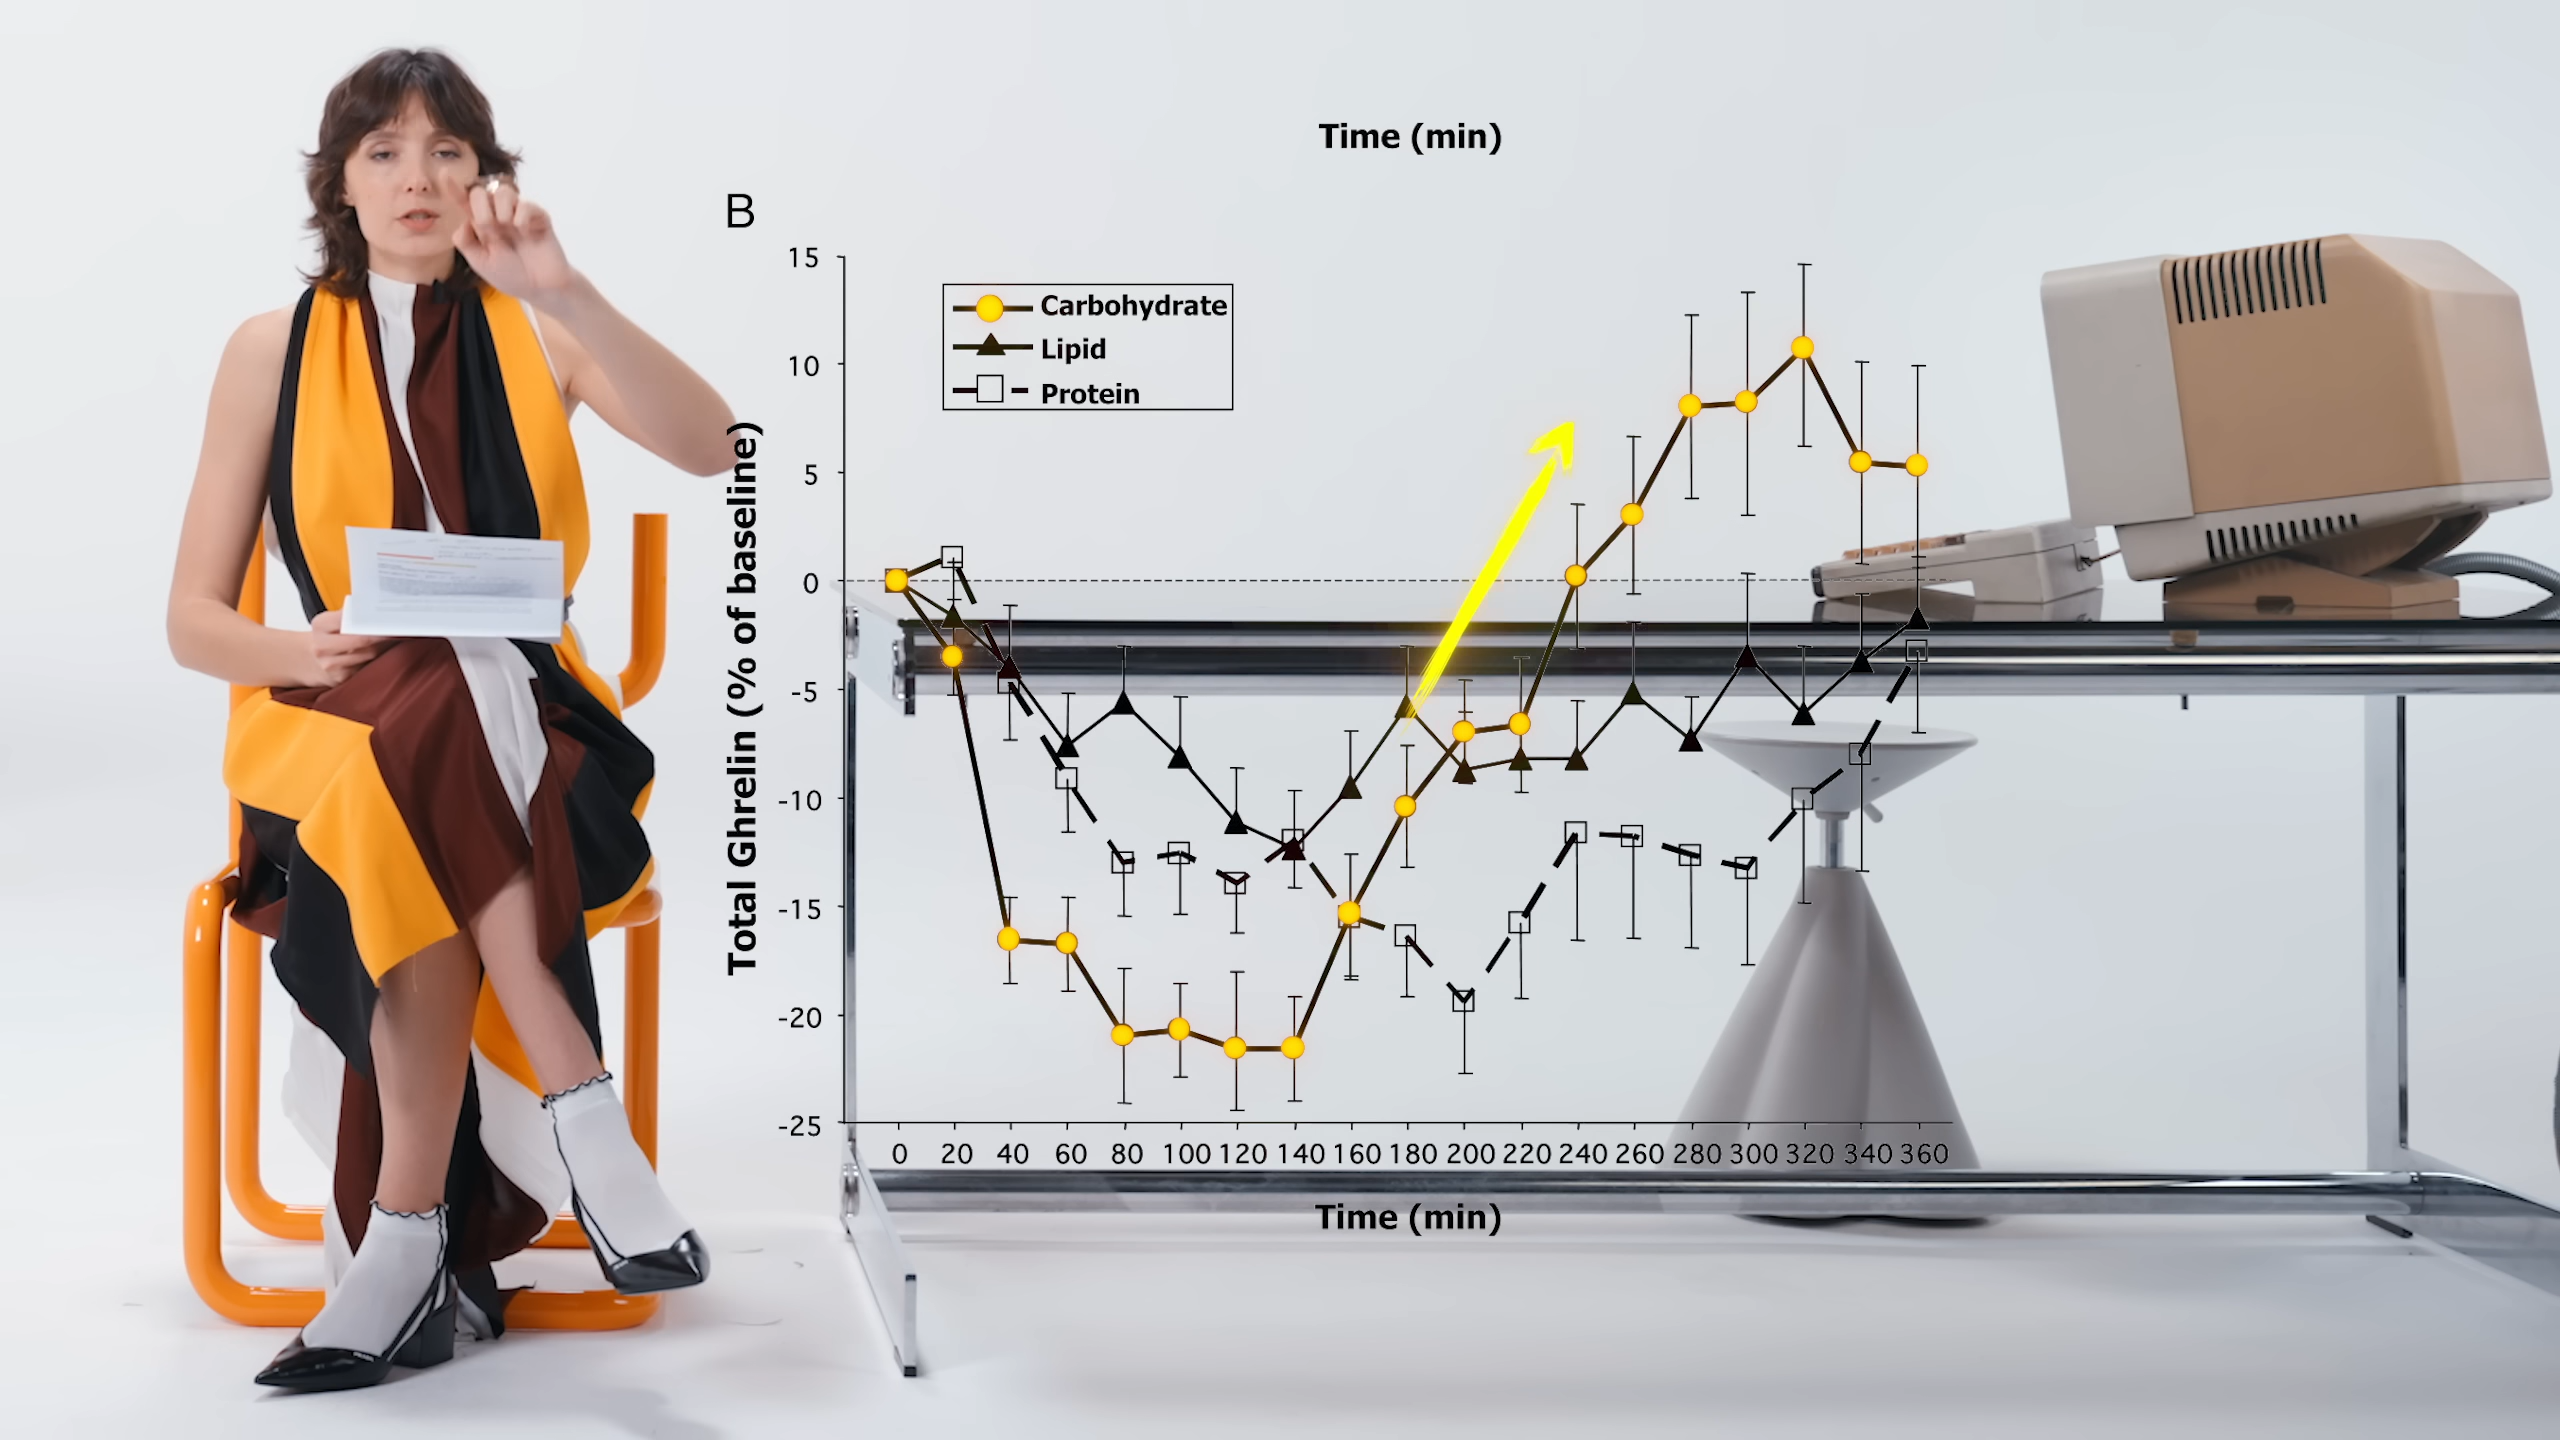 Time (min)
B
Total Ghrelin (% of baseline)
15
10
5
0
-5
-10
-15
-20
-25
Carbohydrate
Lipid
Protein
0 20 40 60 80 100 120 140 160 180 200 220 240 260 280 300 320 340 360
Time (min)